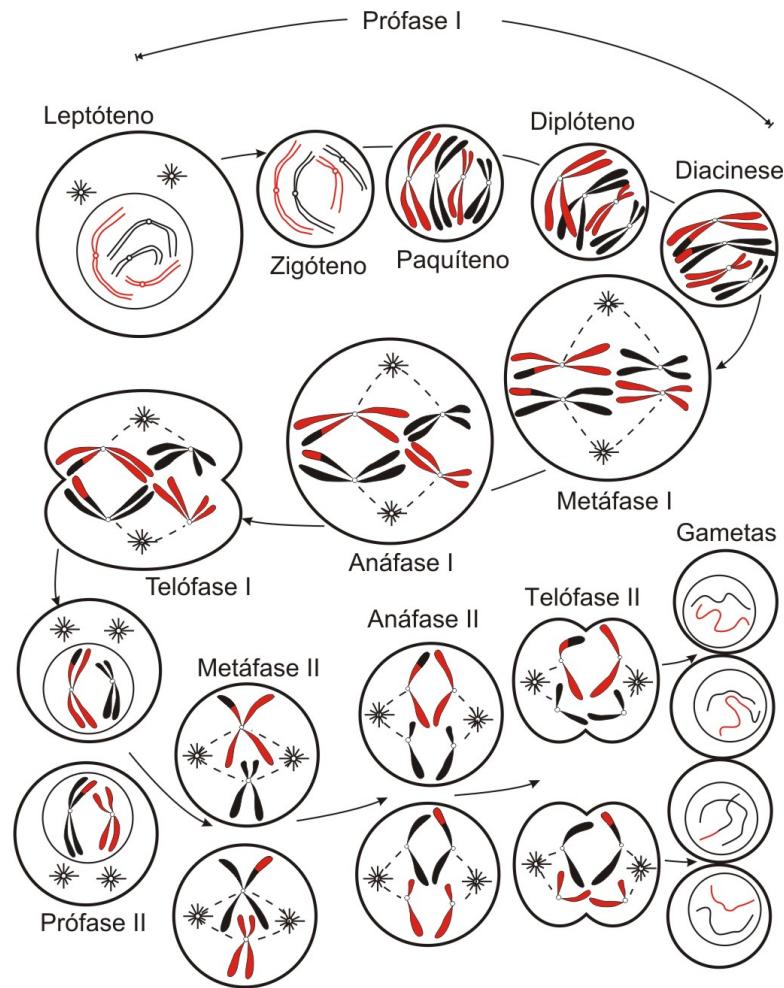 Prófase I
Leptóteno
Diplóteno
Diacinese
Zigóteno
Paquíteno
Metáfase I
Anáfase I
Telófase I
Gametas
Telófase II
Anáfase II
Metáfase II
Prófase II